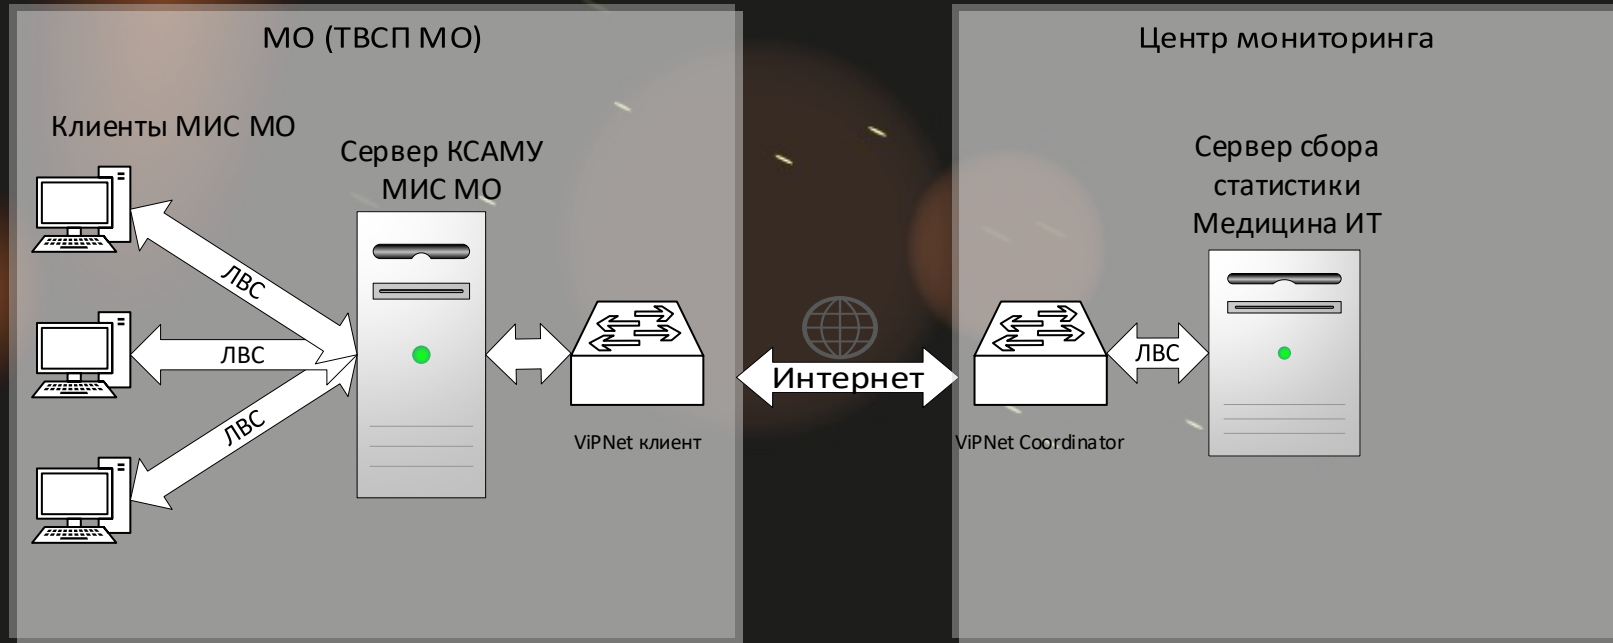 МО (ТВСП МО)
Клиенты МИС МО
Сервер КСАМУ
МИС МО
ЛВС
ЛВС
ЛВС
ViPNet клиент
Интернет
Центр мониторинга
Сервер сбора
статистики
Медицина ИТ
ЛВС
ViPNet Coordinator